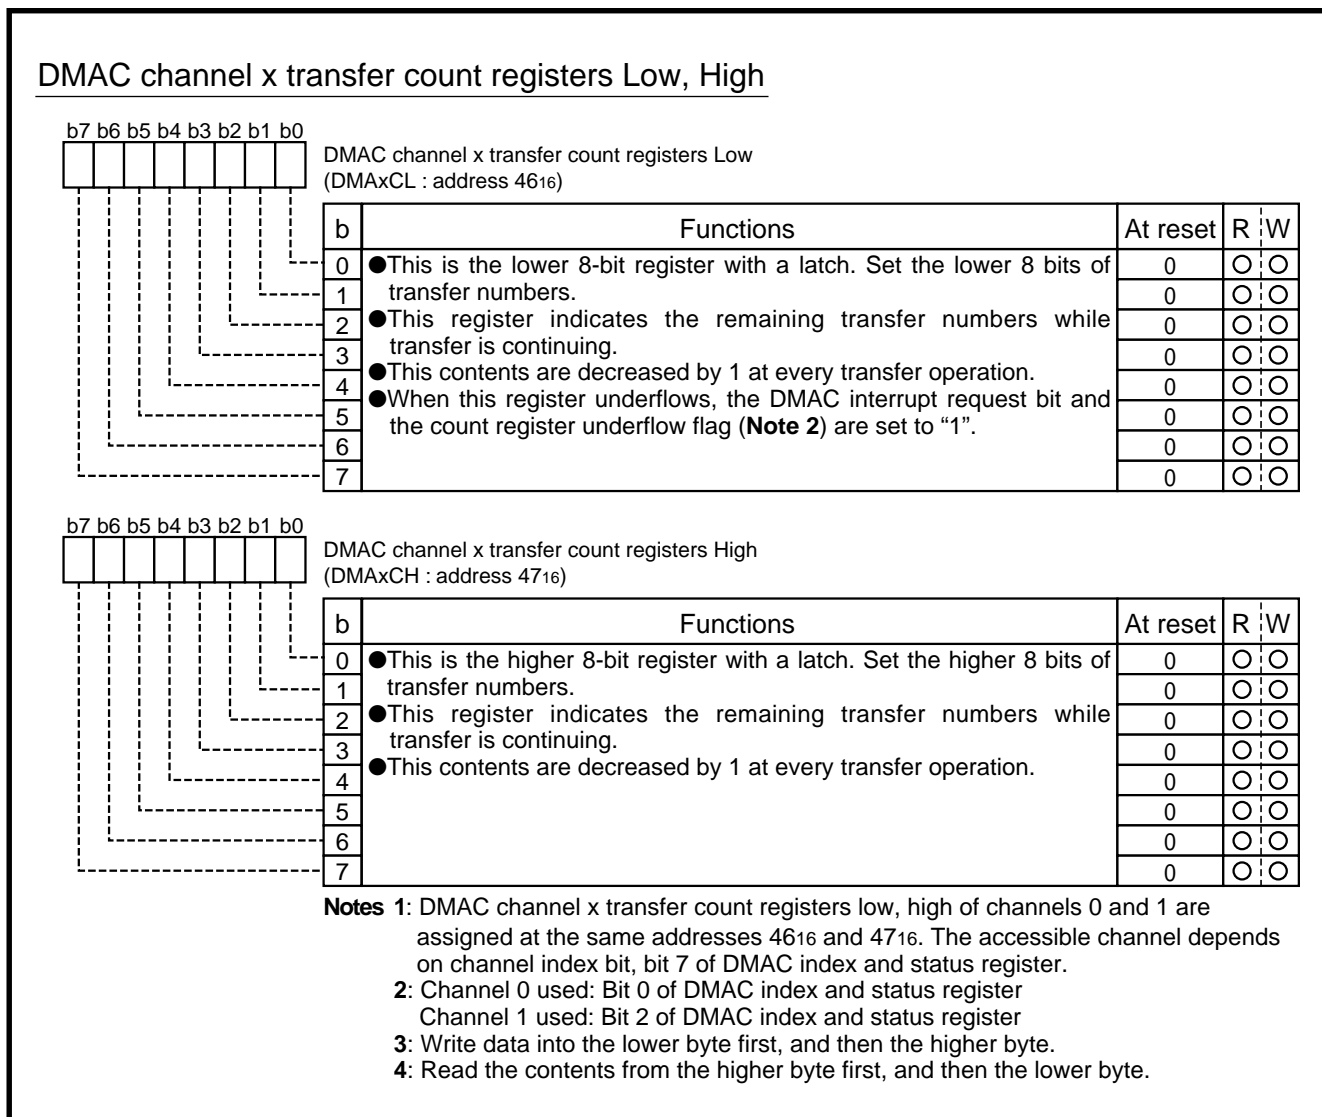 DMAC channel x transfer count registers Low, High
b7 b6 b5 b4 b3 b2 b1 b0
DMAC channel x transfer count registers Low
(DMAxCL : address 4616)
b Functions At reset R W
0 ●This is the lower 8-bit register with a latch. Set the lower 8 bits of 0 O O
1 transfer numbers. 0 O O
2 ●This register indicates the remaining transfer numbers while 0 O O
3 transfer is continuing. 0 O O
4 ●This contents are decreased by 1 at every transfer operation. 0 O O
5 ●When this register underflows, the DMAC interrupt request bit and 0 O O
6 the count register underflow flag (Note 2) are set to “1”. 0 O O
7 0 O O
b7 b6 b5 b4 b3 b2 b1 b0
DMAC channel x transfer count registers High
(DMAxCH : address 4716)
b Functions At reset R W
0 ●This is the higher 8-bit register with a latch. Set the higher 8 bits of 0 O O
1 transfer numbers. 0 O O
2 ●This register indicates the remaining transfer numbers while 0 O O
3 transfer is continuing. 0 O O
4 ●This contents are decreased by 1 at every transfer operation. 0 O O
5 0 O O
6 0 O O
7 0 O O
Notes 1: DMAC channel x transfer count registers low, high of channels 0 and 1 are
assigned at the same addresses 4616 and 4716. The accessible channel depends
on channel index bit, bit 7 of DMAC index and status register.
2: Channel 0 used: Bit 0 of DMAC index and status register
Channel 1 used: Bit 2 of DMAC index and status register
3: Write data into the lower byte first, and then the higher byte.
4: Read the contents from the higher byte first, and then the lower byte.